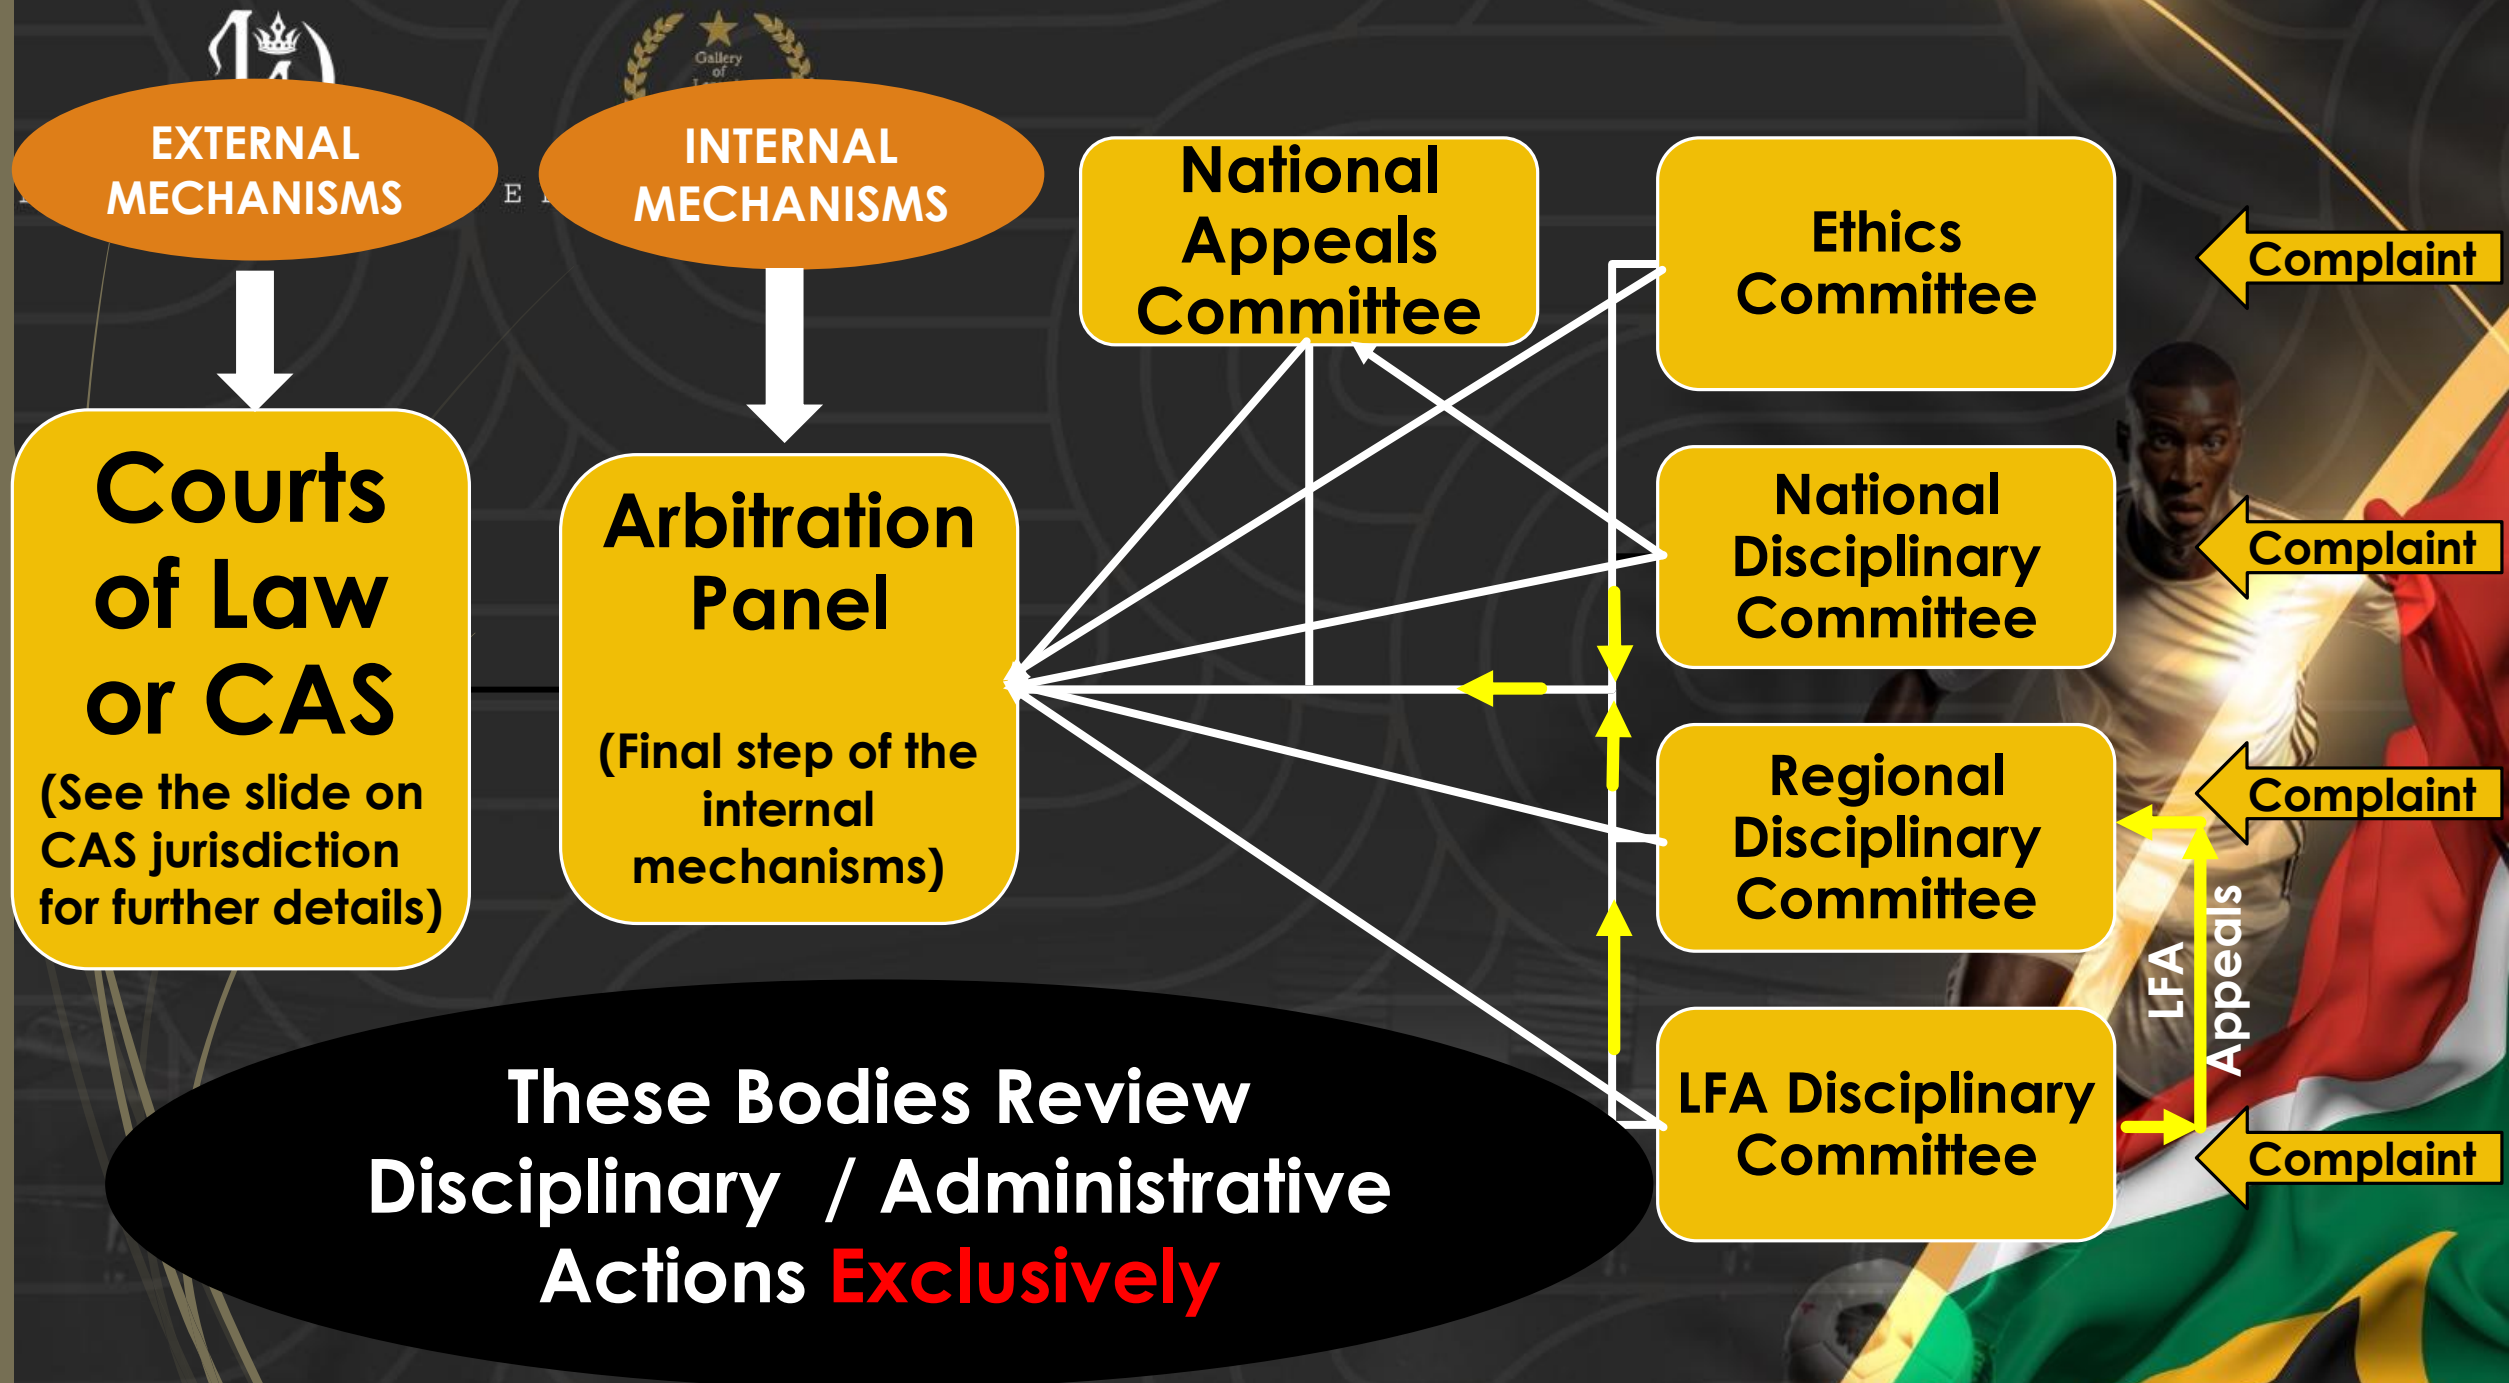 Gallery
of
EXTERNAL
MECHANISMS
E
INTERNAL
MECHANISMS
National
Appeals
Committee
Ethics
Committee
Complaint
Courts
of Law
or CAS
(See the slide on
CAS jurisdiction
for further details)
Arbitration
Panel
(Final step of the
internal
mechanisms)
National
Disciplinary
Committee
Complaint
Regional
Disciplinary
Committee
Complaint
LFA
Appeals
LFA Disciplinary
Committee
Complaint
These Bodies Review
Disciplinary / Administrative
Actions Exclusively